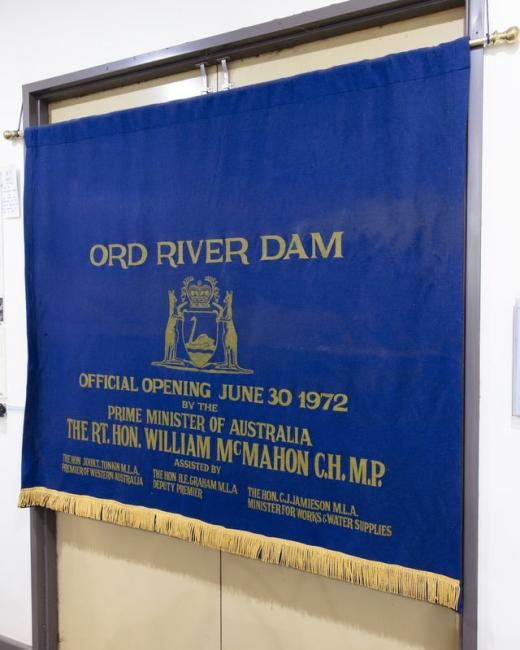 ORD RIVER DAM
OFFICIAL OPENING JUNE 30 1972
BY THE
PRIME MINISTER OF AUSTRALIA
THE RT. HON. WILLIAM McMAHON C.H. M.P.
ASSISTED BY
THE HON. JOHN T. TONKIN M.L.A.
PREMIER OF WESTERN AUSTRALIA
THE HON H.E. GRAHAM M.L.A
DEPUTY PREMIER
THE HON. C.J. JAMIESON M.L.A.
MINISTER FOR WORKS & WATER SUPPLIES